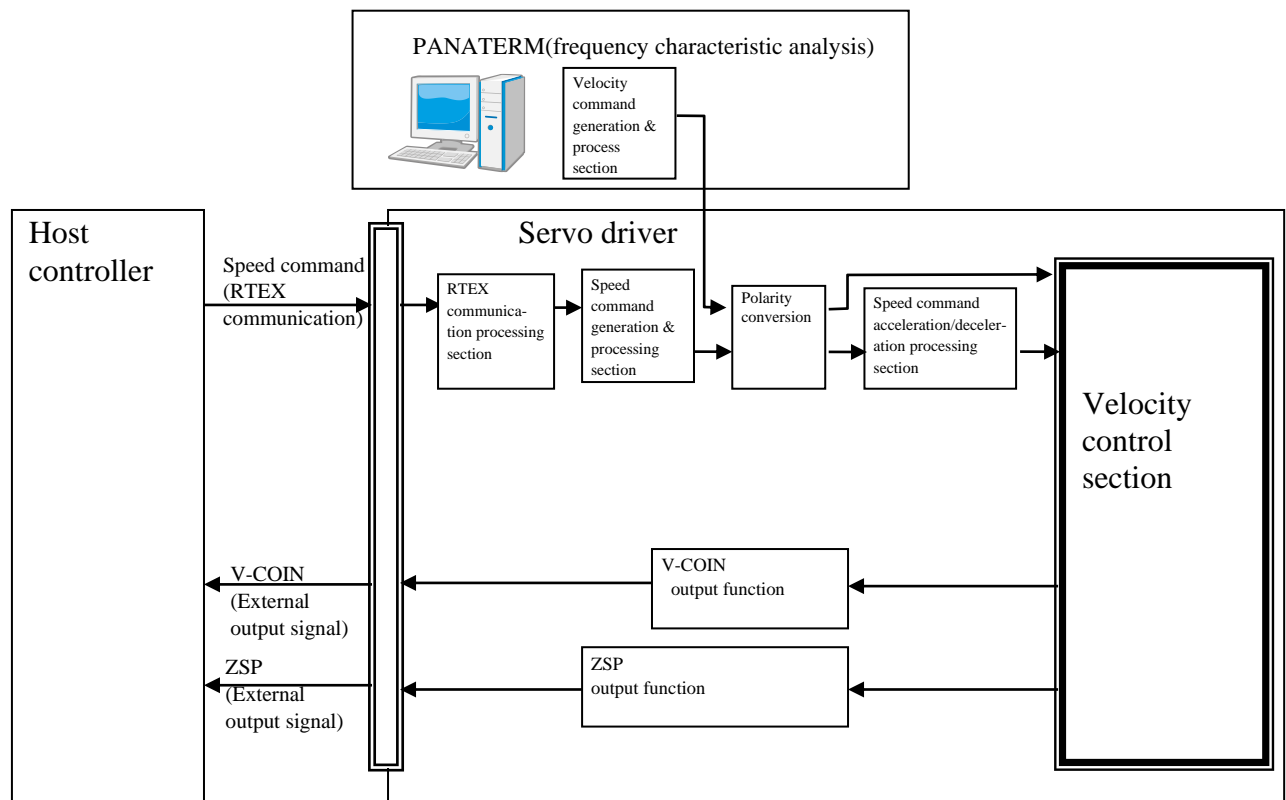 PANATERM(frequency characteristic analysis)
Velocity
command
generation &
process
section
Host
controller
Servo driver
Speed command
(RTEX
communication)
RTEX
communica-
tion processing
section
Speed
command
generation &
processing
section
Polarity
conversion
Speed command
acceleration/deceler-
ation processing
section
Velocity
control
section
V-COIN
(External
output signal)
V-COIN
output function
ZSP
(External
output signal)
ZSP
output function